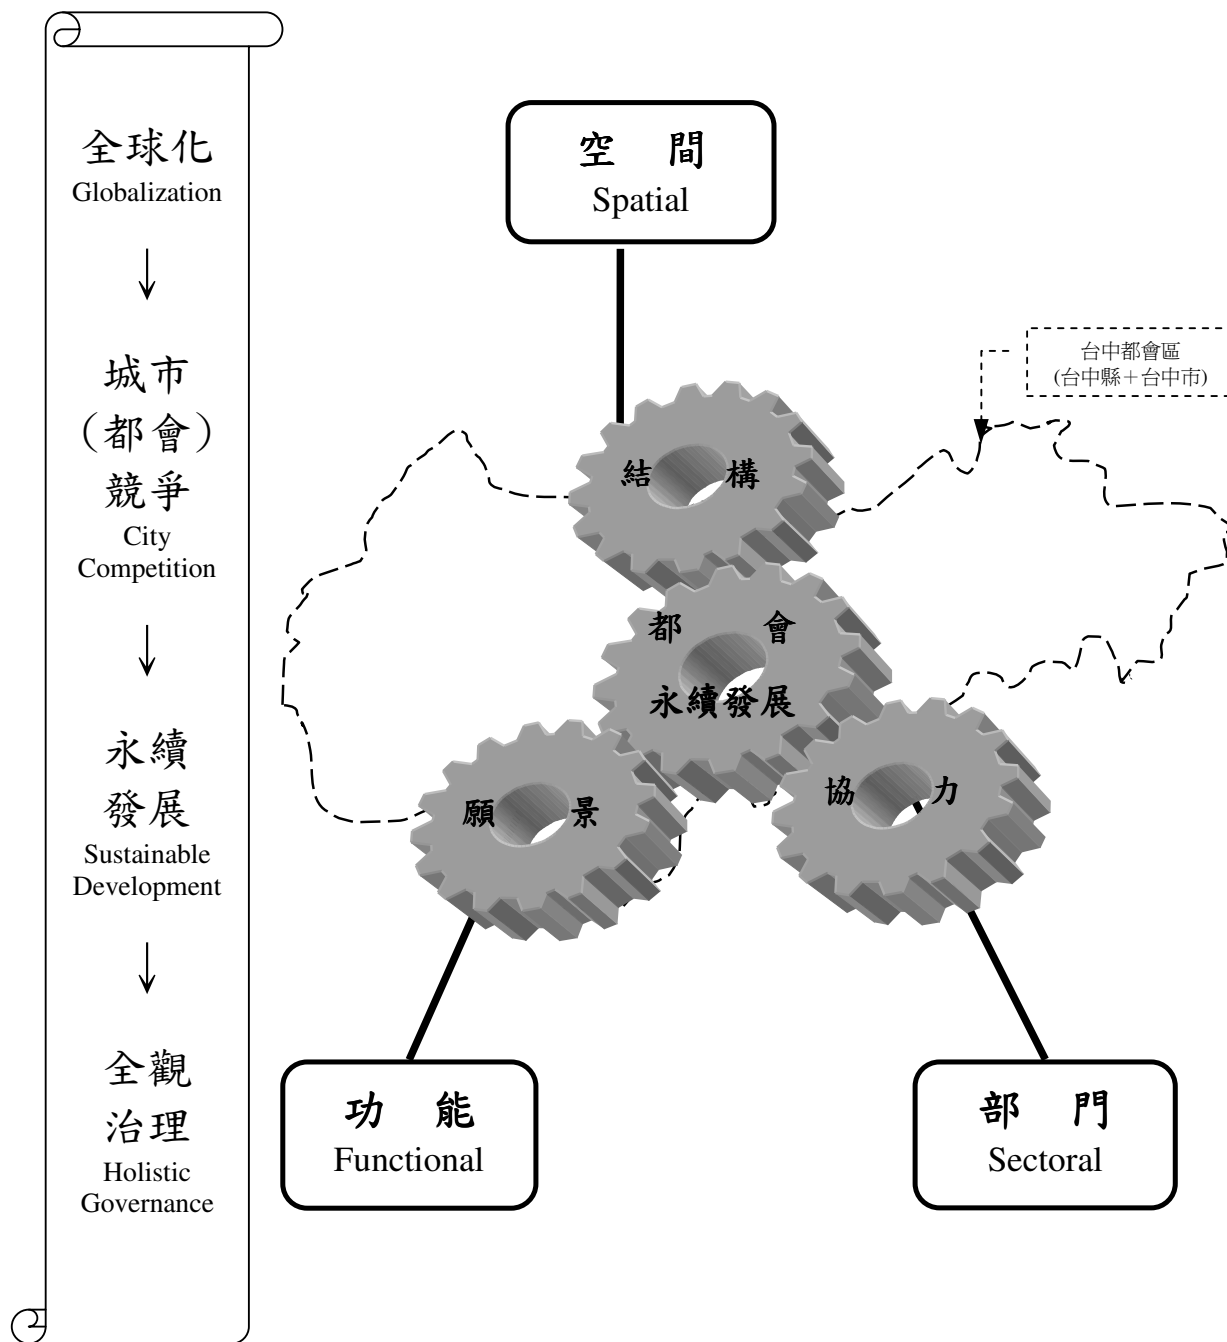 全球化
Globalization
城市
（都會）
競爭
City
Competition
永續
發展
Sustainable
Development
全觀
治理
Holistic
Governance
空 間
Spatial
台中都會區
(台中縣＋台中市)
結 構
都 會
永續發展
願 景
協 力
功 能
Functional
部 門
Sectoral